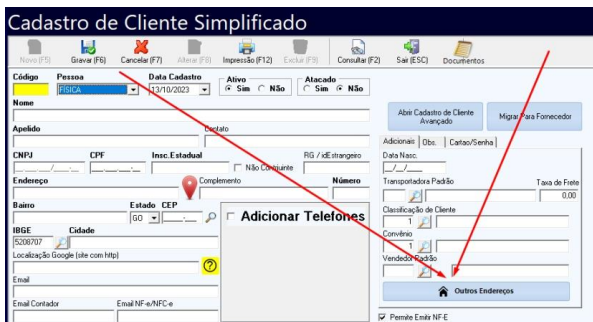 Cadastro de Cliente Simplificado
Novo (F5) Gravar (F6) Cancelar (F7) Alterar (F8) Impressão (F12) Excluir (F9) Consultar (F2) Sair (ESC) Documentos
Código Pessoa Data Cadastro Ativo Atacado
FÍSICA 13/10/2023 Sim Não Sim Não
Nome
Abrir Cadastro de Cliente Avançado Migrar Para Fornecedor
Apelido Contato
Adicionais Obs. Cartao/Senha
CNPJ CPF Insc.Estadual RG / idEstrangeiro Data Nasc.
Não Contribuinte
Endereço Complemento Número Transportadora Padrão Taxa de Frete
0,00
Bairro Estado CEP Classificação de Cliente
GO Adicionar Telefones 1
IBGE Cidade Convênio
5208707 1
Localização Google (site com http) Vendedor Padrão
Email
Outros Endereços
Email Contador Email NF-e/NFC-e
Permite Emitir NF-E